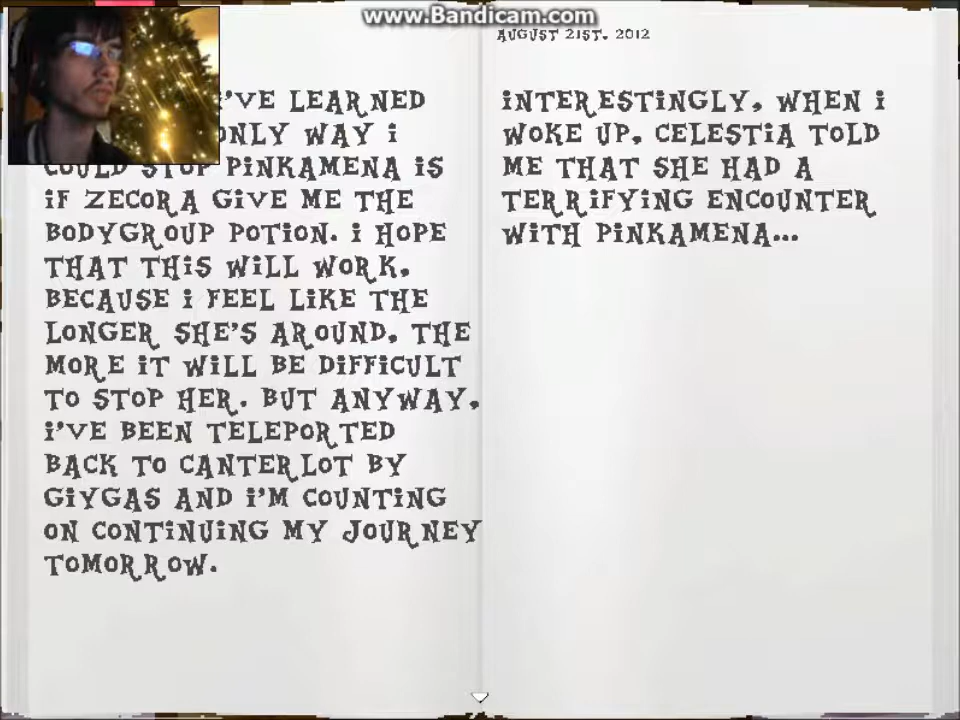 www.Bandicam.com
AUGUST 21ST, 2012
I'VE LEARNED
ONLY WAY I
COULD STOP PINKAMENA IS
IF ZECORA GIVE ME THE
BODYGROUP POTION. I HOPE
THAT THIS WILL WORK,
BECAUSE I FEEL LIKE THE
LONGER SHE'S AROUND, THE
MORE IT WILL BE DIFFICULT
TO STOP HER. BUT ANYWAY,
I'VE BEEN TELEPORTED
BACK TO CANTERLOT BY
GIYGAS AND I'M COUNTING
ON CONTINUING MY JOURNEY
TOMORROW.
INTERESTINGLY, WHEN I
WOKE UP, CELESTIA TOLD
ME THAT SHE HAD A
TERRIFYING ENCOUNTER
WITH PINKAMENA...